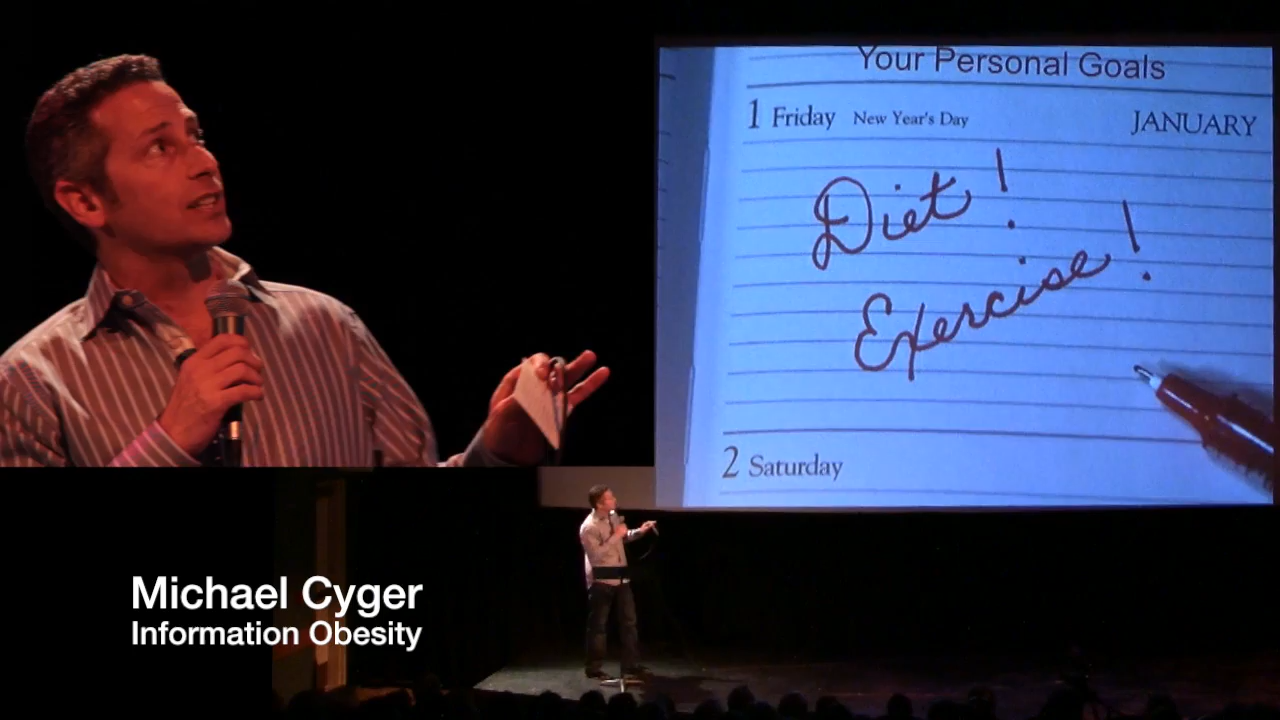 Your Personal Goals
1 Friday New Year's Day JANUARY
Diet!
Exercise!
2 Saturday
Michael Cyger
Information Obesity